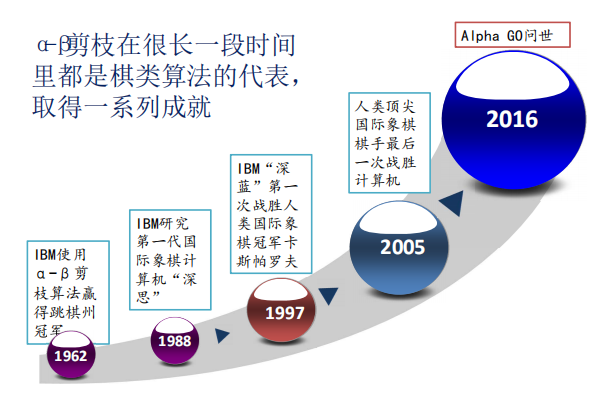 α-β剪枝在很长一段时间
里都是棋类算法的代表，
取得一系列成就
IBM使用
α-β 剪
枝算法赢
得跳棋州
冠军
1962
IBM研究
第一代国
际象棋计
算机“深
思”
1988
IBM“深
蓝”第一
次战胜人
类国际象
棋冠军卡
斯帕罗夫
1997
人类顶尖
国际象棋
棋手最后
一次战胜
计算机
2005
Alpha GO问世
2016